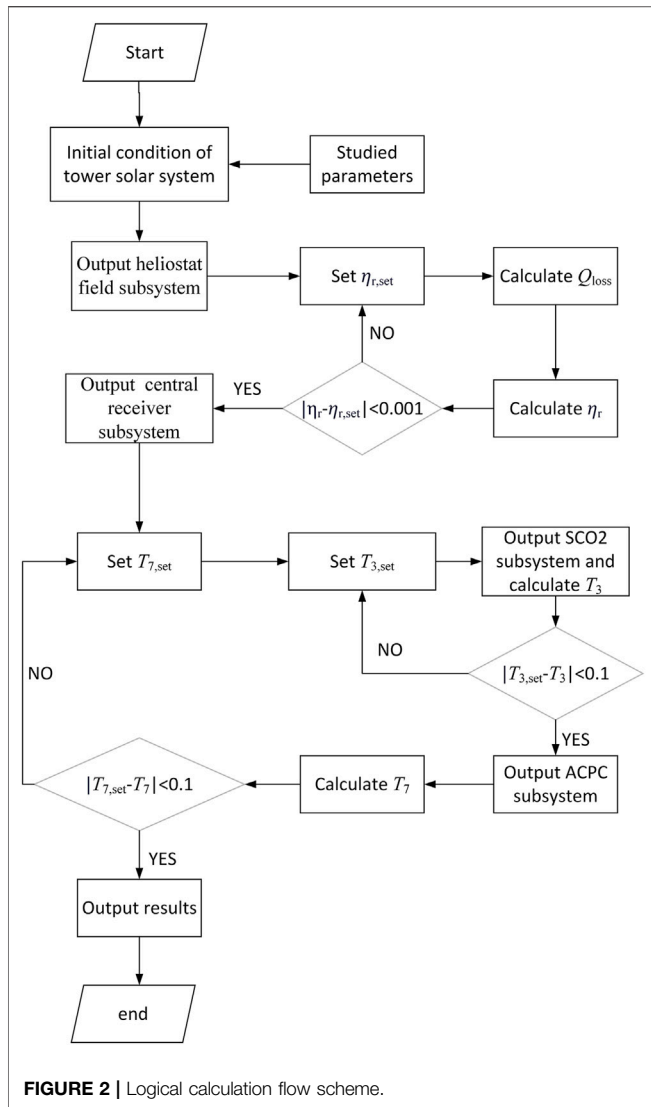 Start
Initial condition of
tower solar system
Studied
parameters
Output heliostat
field subsystem
Set ηr,set
Calculate Qloss
NO
Output central
receiver
subsystem
YES
|ηr-ηr,set|<0.001
Calculate ηr
Set T7,set
Set T3,set
Output SCO2
subsystem and
calculate T3
NO
NO
|T3,set-T3|<0.1
YES
|T7,set-T7|<0.1
Calculate T7
Output ACPC
subsystem
YES
Output results
end
FIGURE 2 | Logical calculation flow scheme.